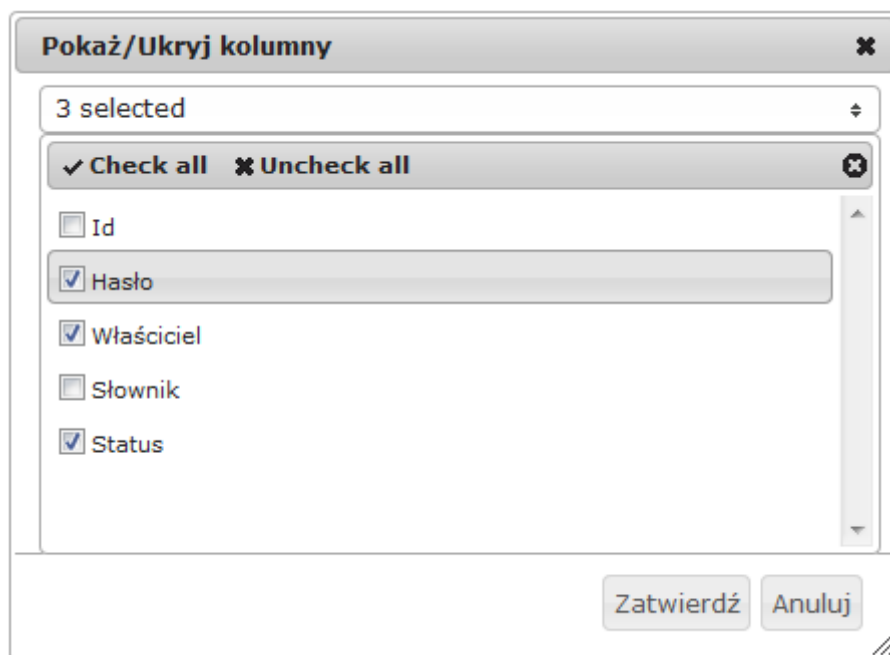 Pokaż/Ukryj kolumny
3 selected
Check all Uncheck all
Id
Hasło
Właściciel
Słownik
Status
Zatwierdź Anuluj